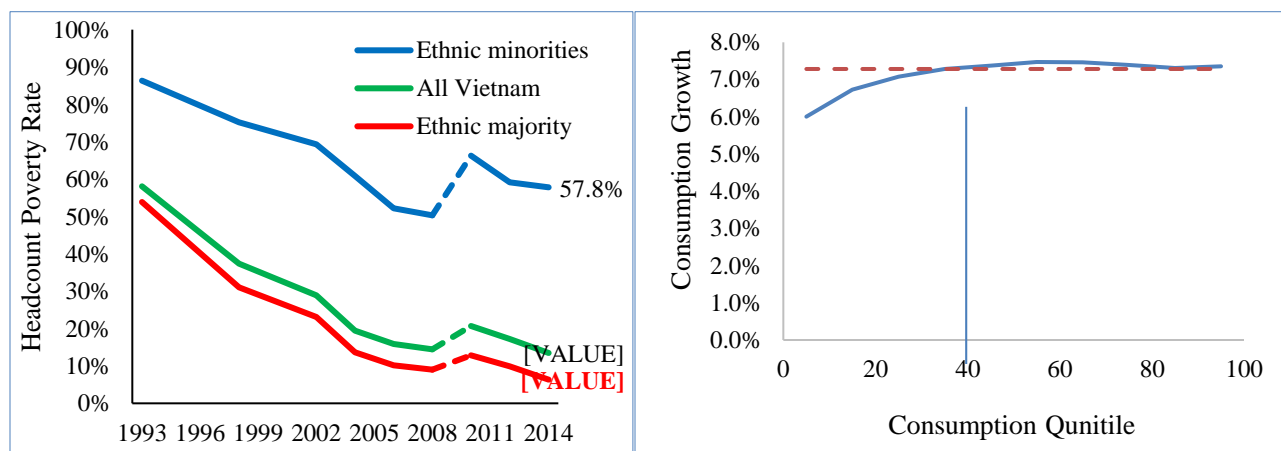 Headcount Poverty Rate
100%
90%
80%
70%
60%
50%
40%
30%
20%
10%
0%
Ethnic minorities
All Vietnam
Ethnic majority
57.8%
[VALUE]
[VALUE]
1993 1996 1999 2002 2005 2008 2011 2014
Consumption Growth
8.0%
7.0%
6.0%
5.0%
4.0%
3.0%
2.0%
1.0%
0.0%
0 20 40 60 80 100
Consumption Qunitile